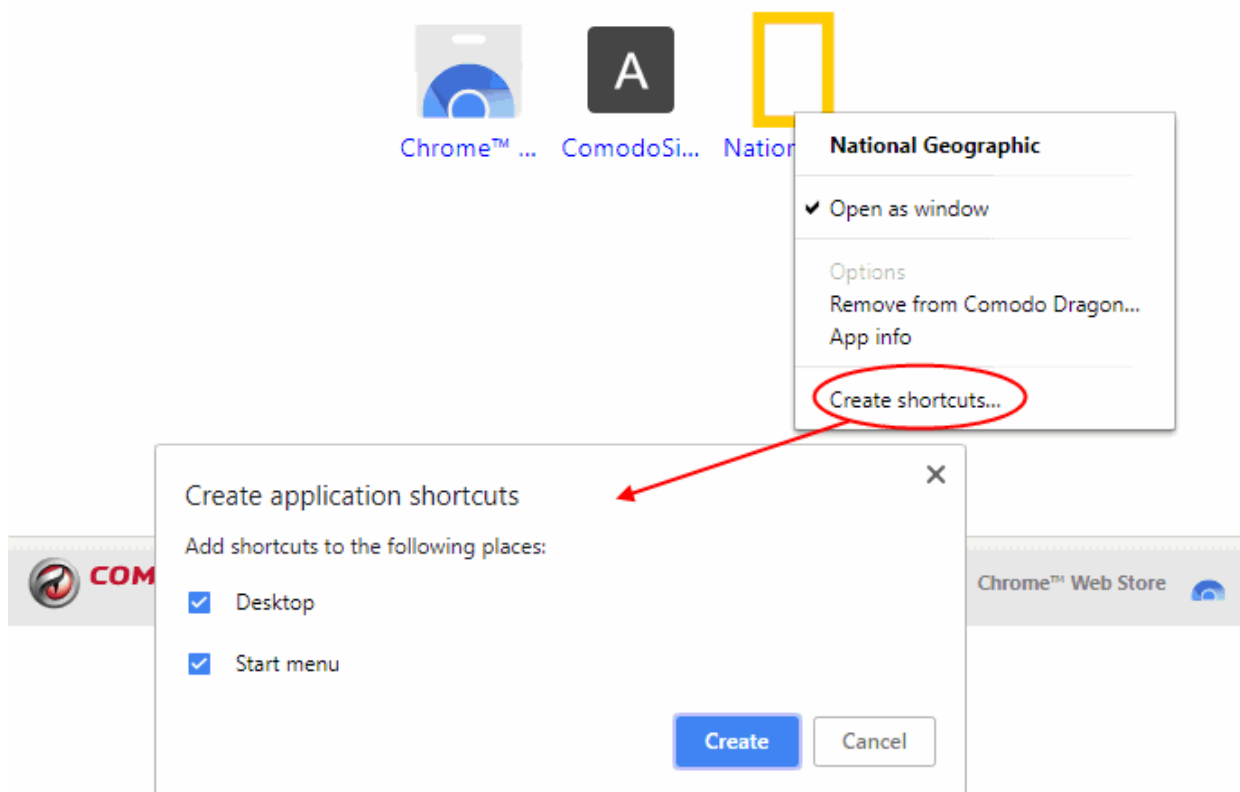 A
Chrome™ ... ComodoSi... Nation
National Geographic
Open as window
Options
Remove from Comodo Dragon...
App info
Create shortcuts...
Create application shortcuts
Add shortcuts to the following places:
COM
Chrome™ Web Store
Desktop
Start menu
Create Cancel